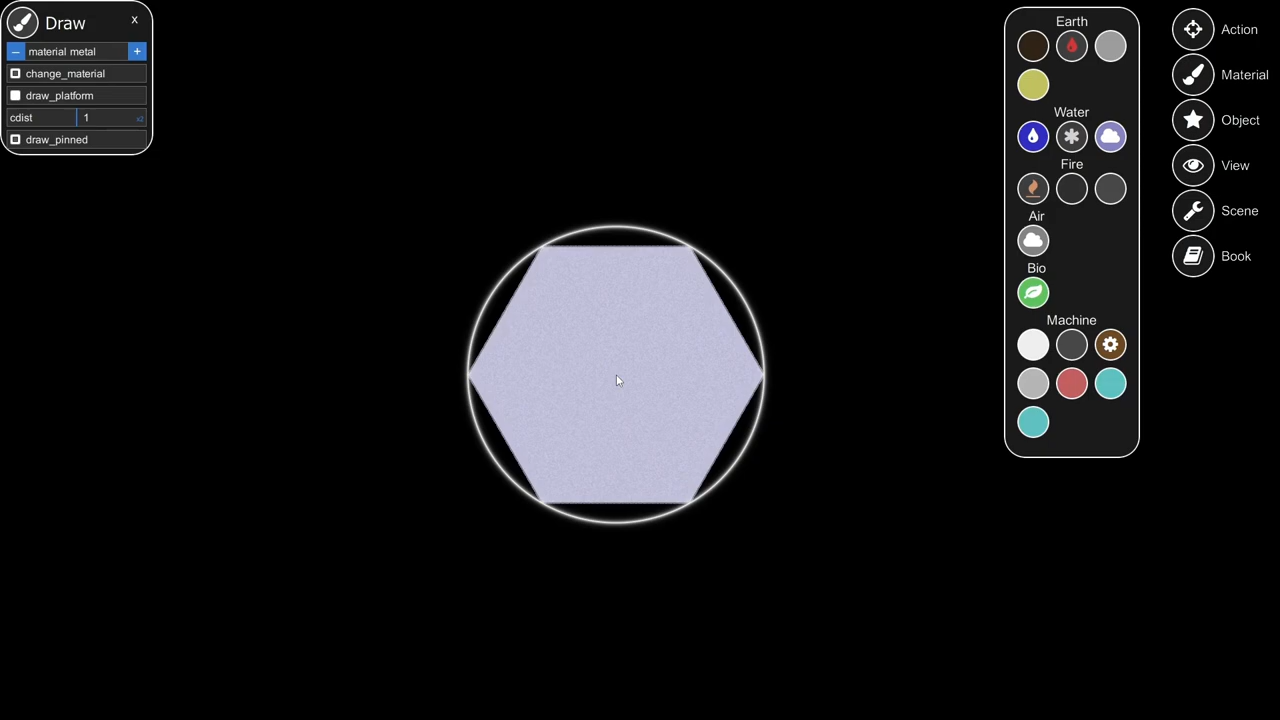 Draw
x
– material metal +
change_material
draw_platform
cdist 1 x2
draw_pinned
Earth
Water
Fire
Air
Bio
Machine
Action
Material
Object
View
Scene
Book